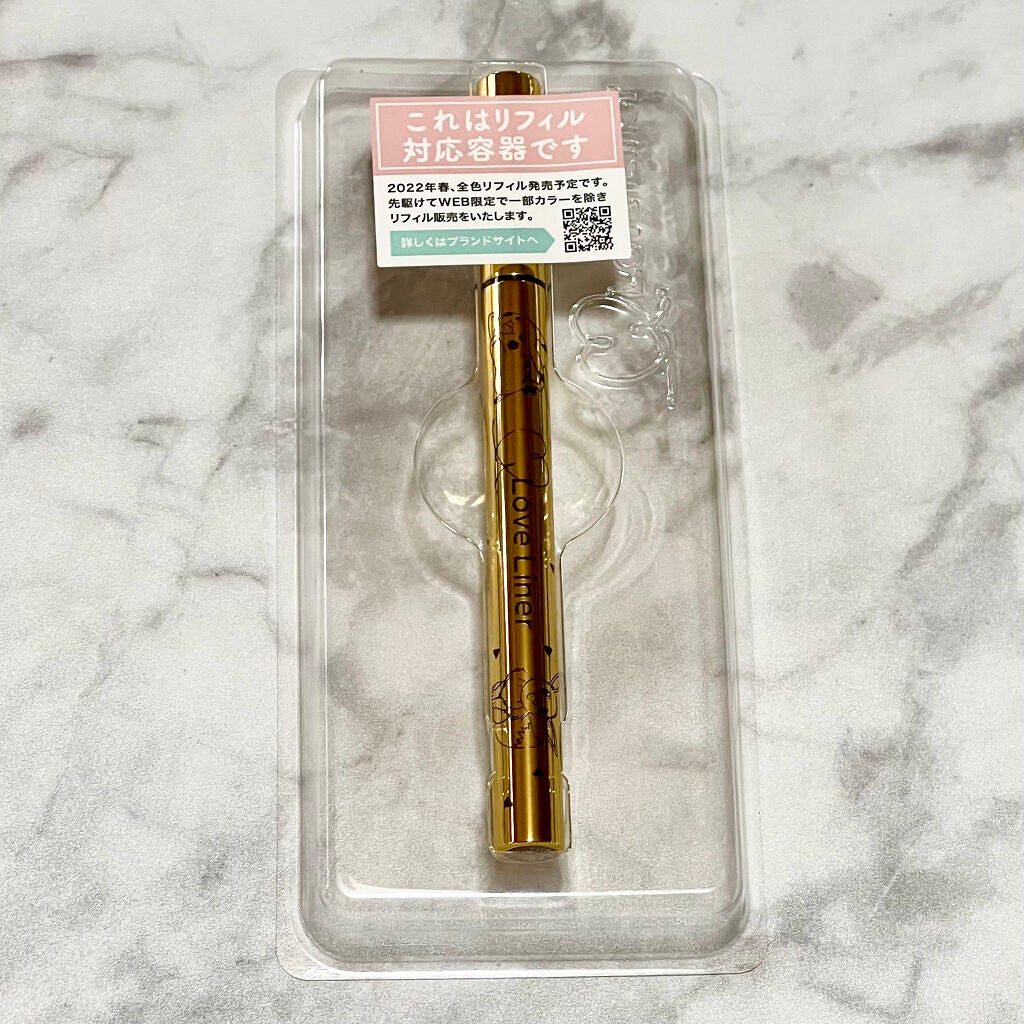 これはリフィル
対応容器です
2022年春、全色リフィル発売予定です。
先駆けてWEB限定で一部カラーを除き
リフィル販売をいたします。
詳しくはブランドサイトへ
Love Liner